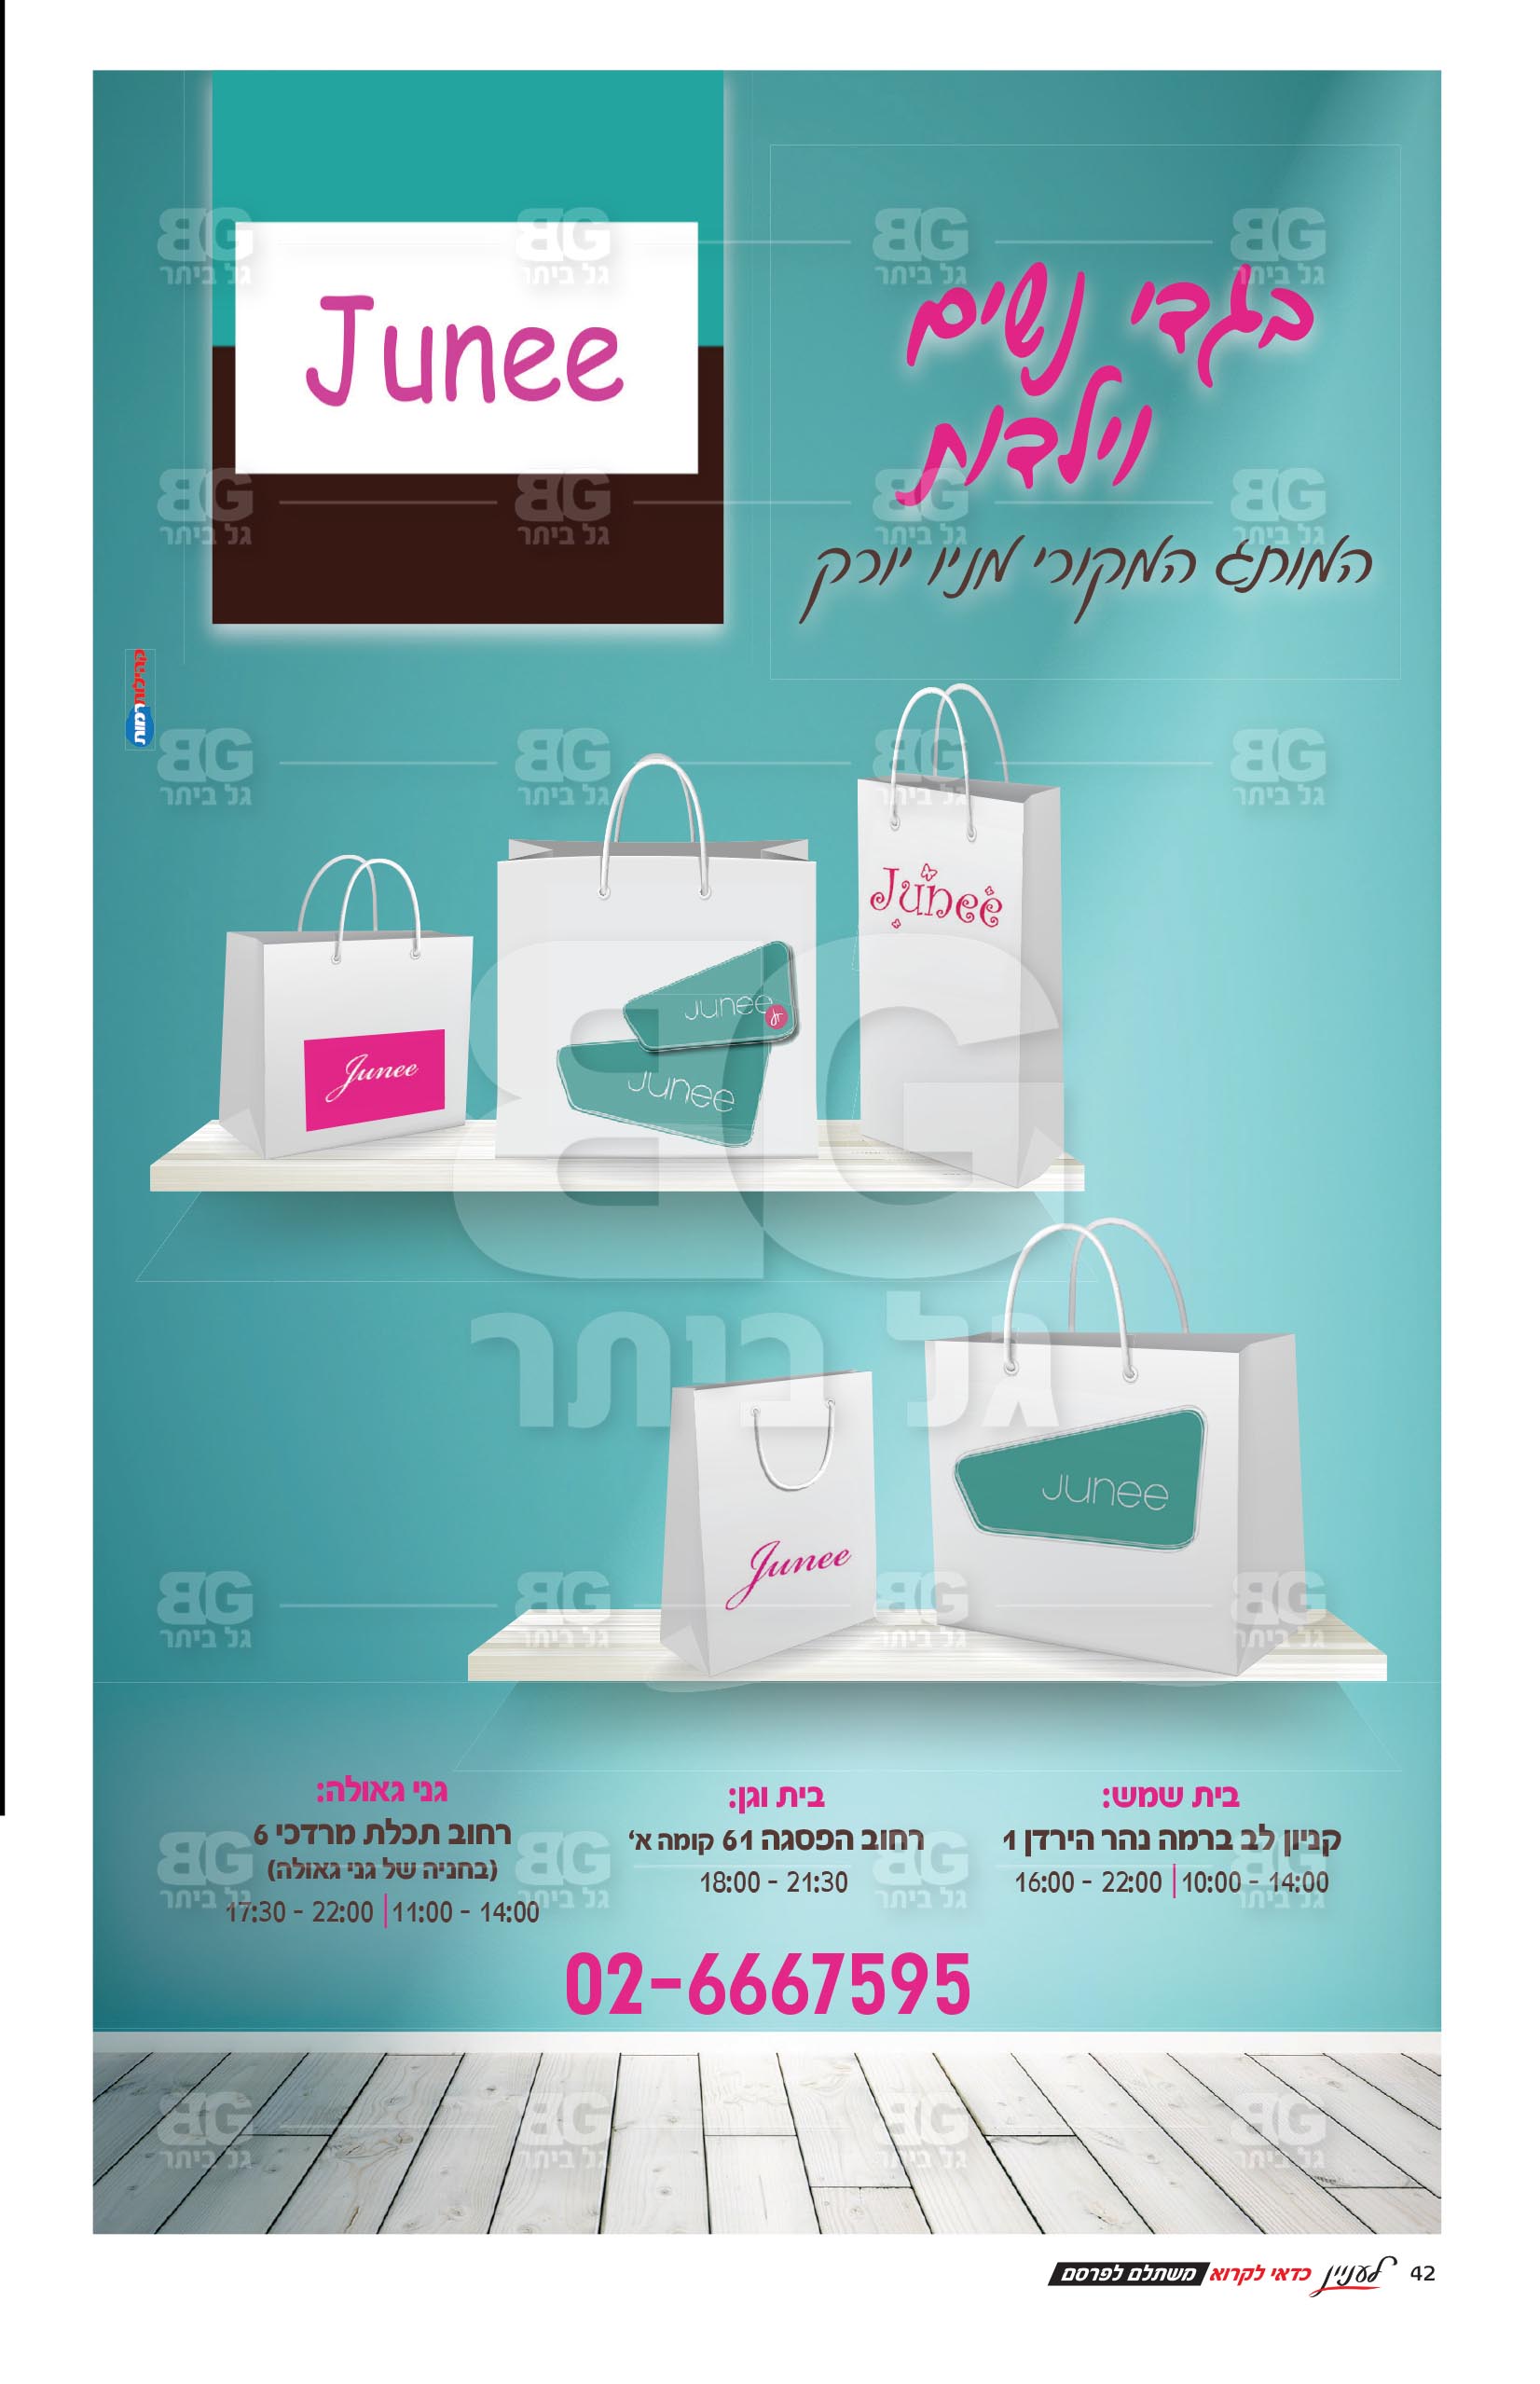 Junee
בגדי נשים
וילדות
המותג המקורי מניו יורק
Junee
Junee
junee
Jr
junee
Junee
junee
גל ביתר
בית שמש:
קניון לב ברמה נהר הירדן 1
10:00 - 14:00 | 16:00 - 22:00
בית וגן:
רחוב הפסגה 61 קומה א'
18:00 - 21:30
גני גאולה:
רחוב תכלת מרדכי 6
(בחניה של גני גאולה)
11:00 - 14:00 | 17:30 - 22:00
02-6667595
42 לעניין כדאי לקרוא משתלם לפרסם